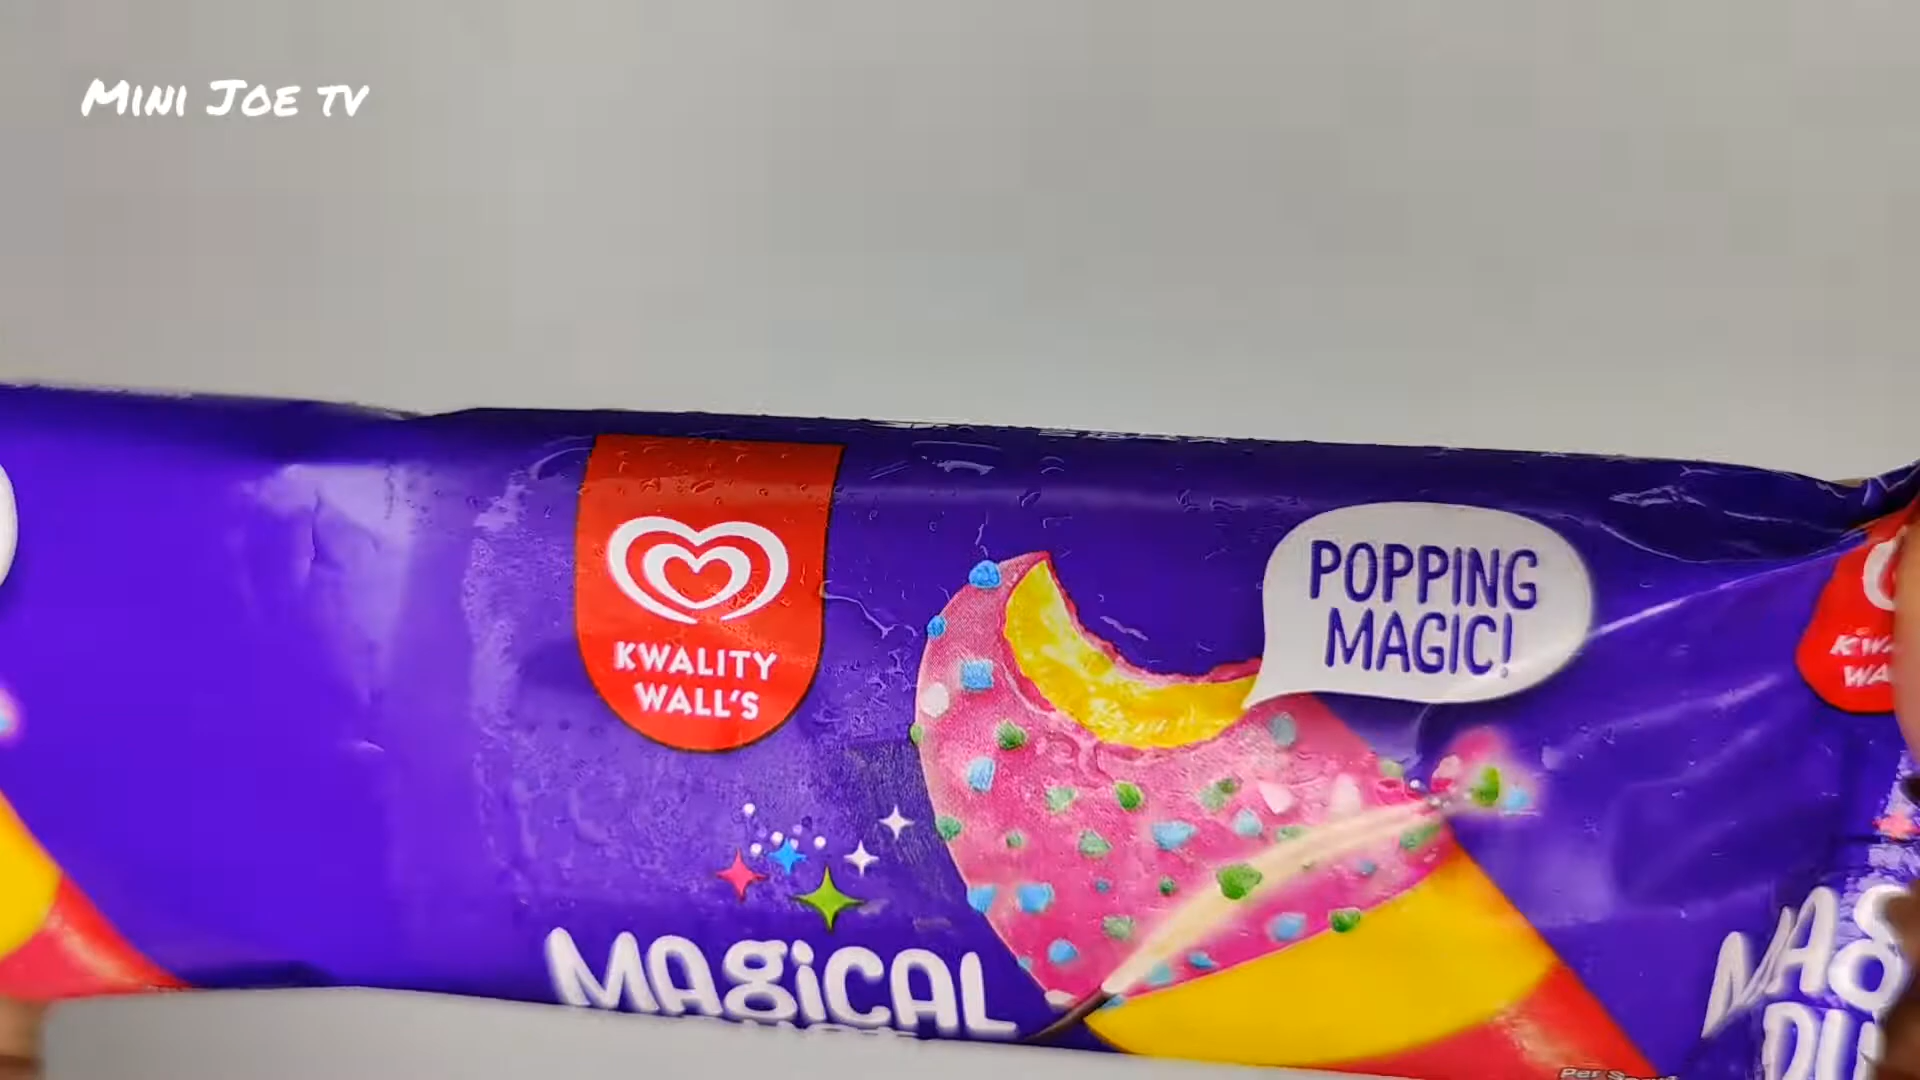 MINI JOE TV
POPPING
MAGIC!
KWALITY
WALL'S
MAGICAL